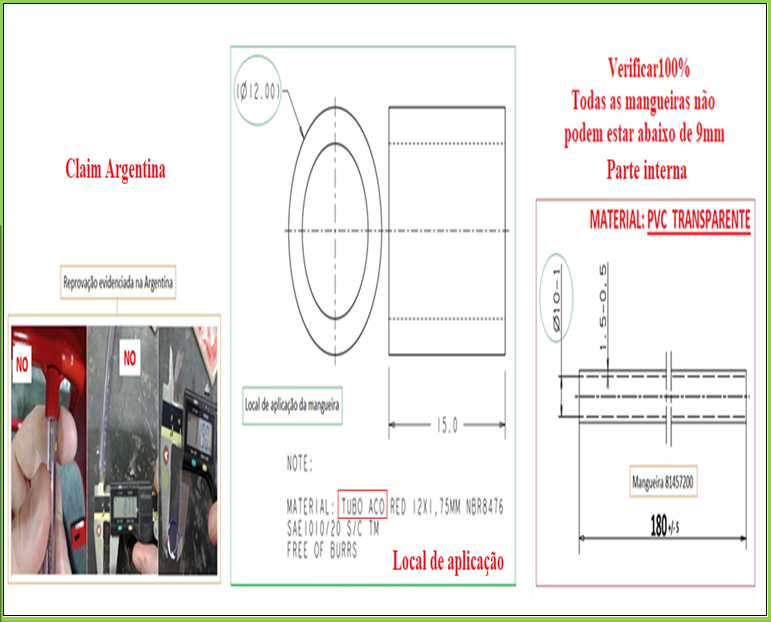 Claim Argentina
Reprovação evidenciada na Argentina
NO
NO
(Ø12.00)
Local de aplicação da mangueira
15.0
NOTE:
MATERIAL: TUBO ACO RED 12X1,75MM NBR8476
SAE1010/20 S/C TM
FREE OF BURRS
Local de aplicação
Verificar100%
Todas as mangueiras não
podem estar abaixo de 9mm
Parte interna
MATERIAL: PVC TRANSPARENTE
Ø10-1
1.5-0.5
Mangueira 81457200
180+/-5